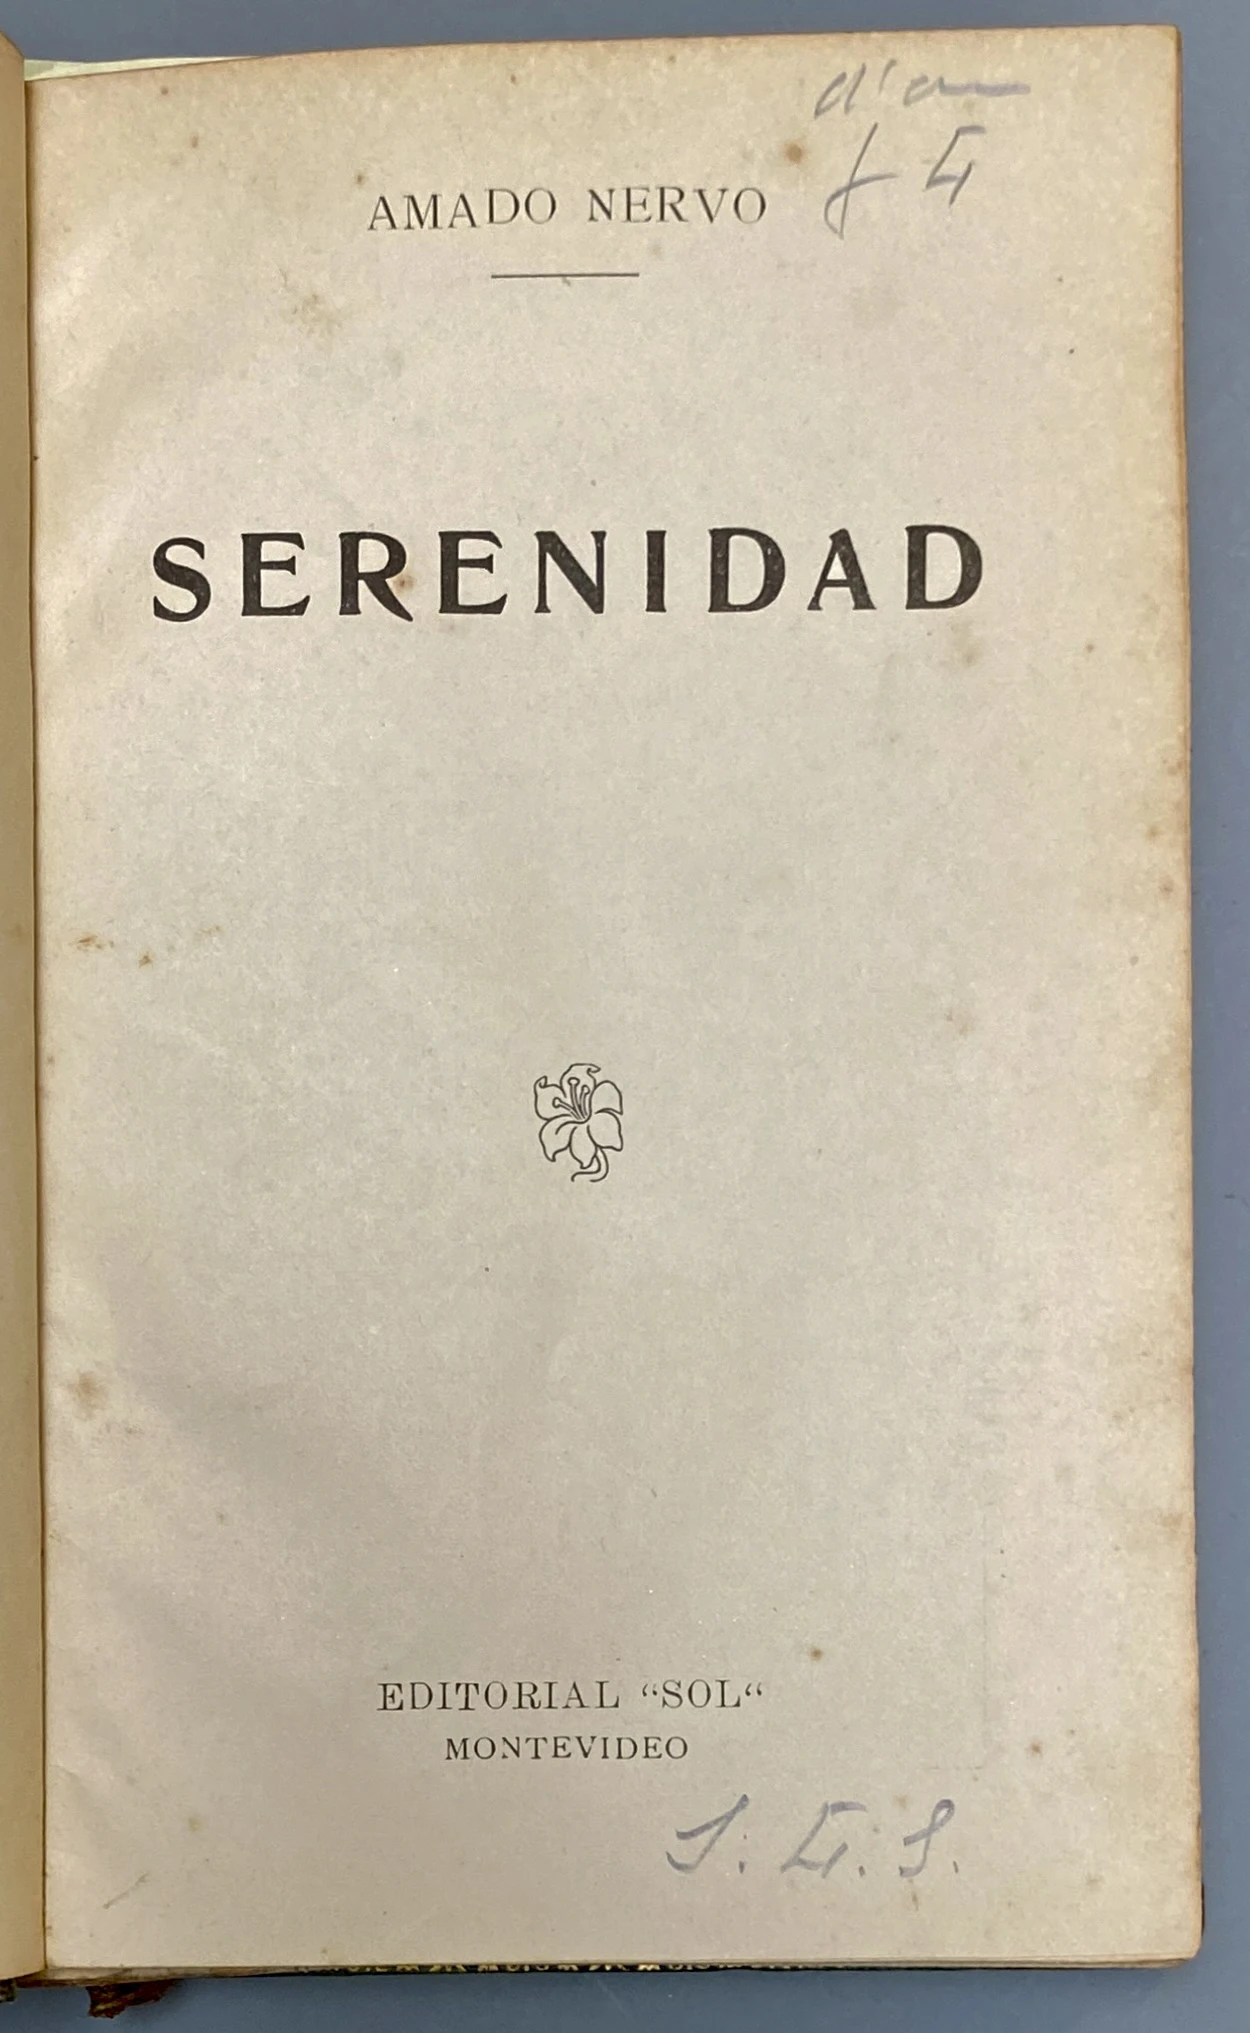 AMADO NERVO
SERENIDAD
EDITORIAL “SOL“
MONTEVIDEO